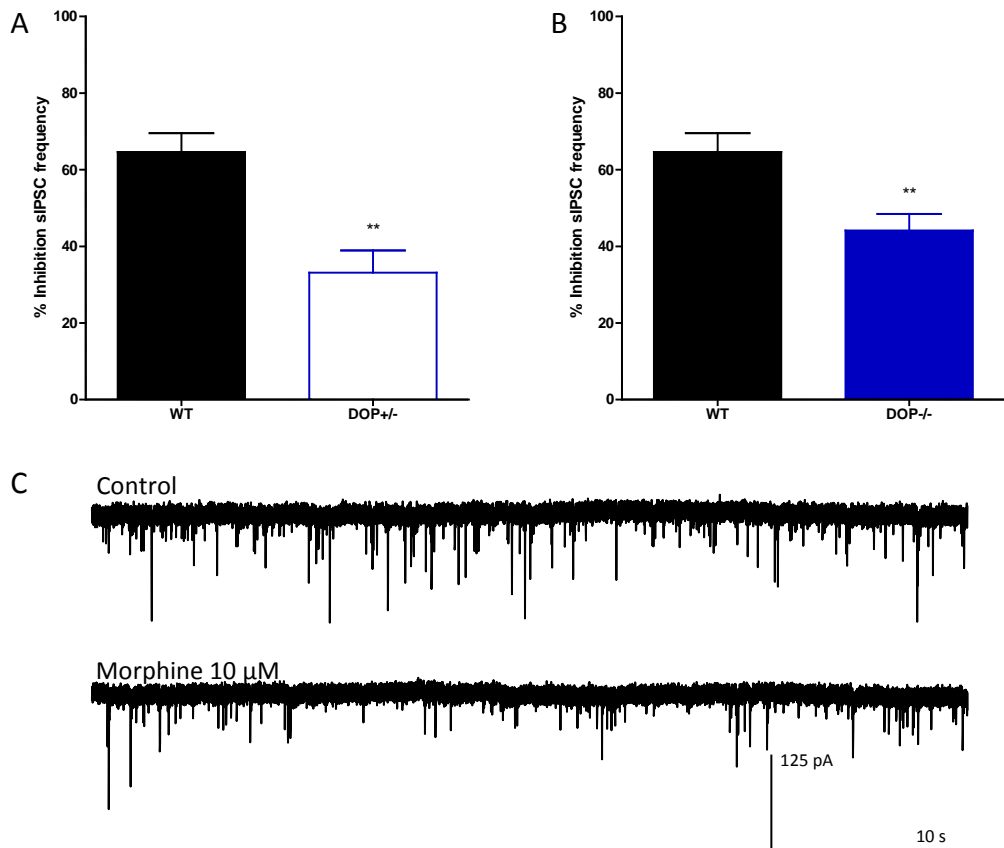 A
% Inhibition sIPSC frequency
100
80
60
40
20
0
**
WT
DOP+/-
B
% Inhibition sIPSC frequency
100
80
60
40
20
0
**
WT
DOP-/-
C
Control
Morphine 10 μM
125 pA
10 s